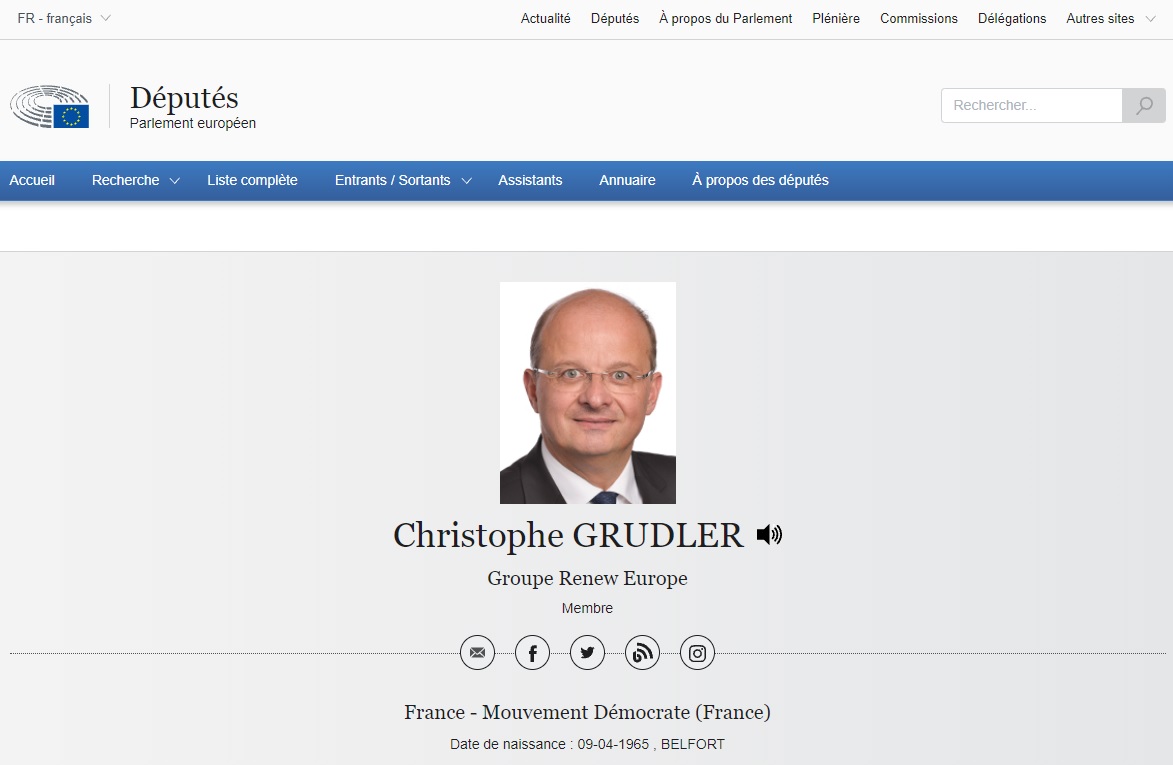 FR - français
Actualité Députés À propos du Parlement Plénière Commissions Délégations Autres sites
Députés
Parlement européen
Rechercher...
Accueil Recherche Liste complète Entrants / Sortants Assistants Annuaire À propos des députés
Christophe GRUDLER
Groupe Renew Europe
Membre
France - Mouvement Démocrate (France)
Date de naissance : 09-04-1965 , BELFORT